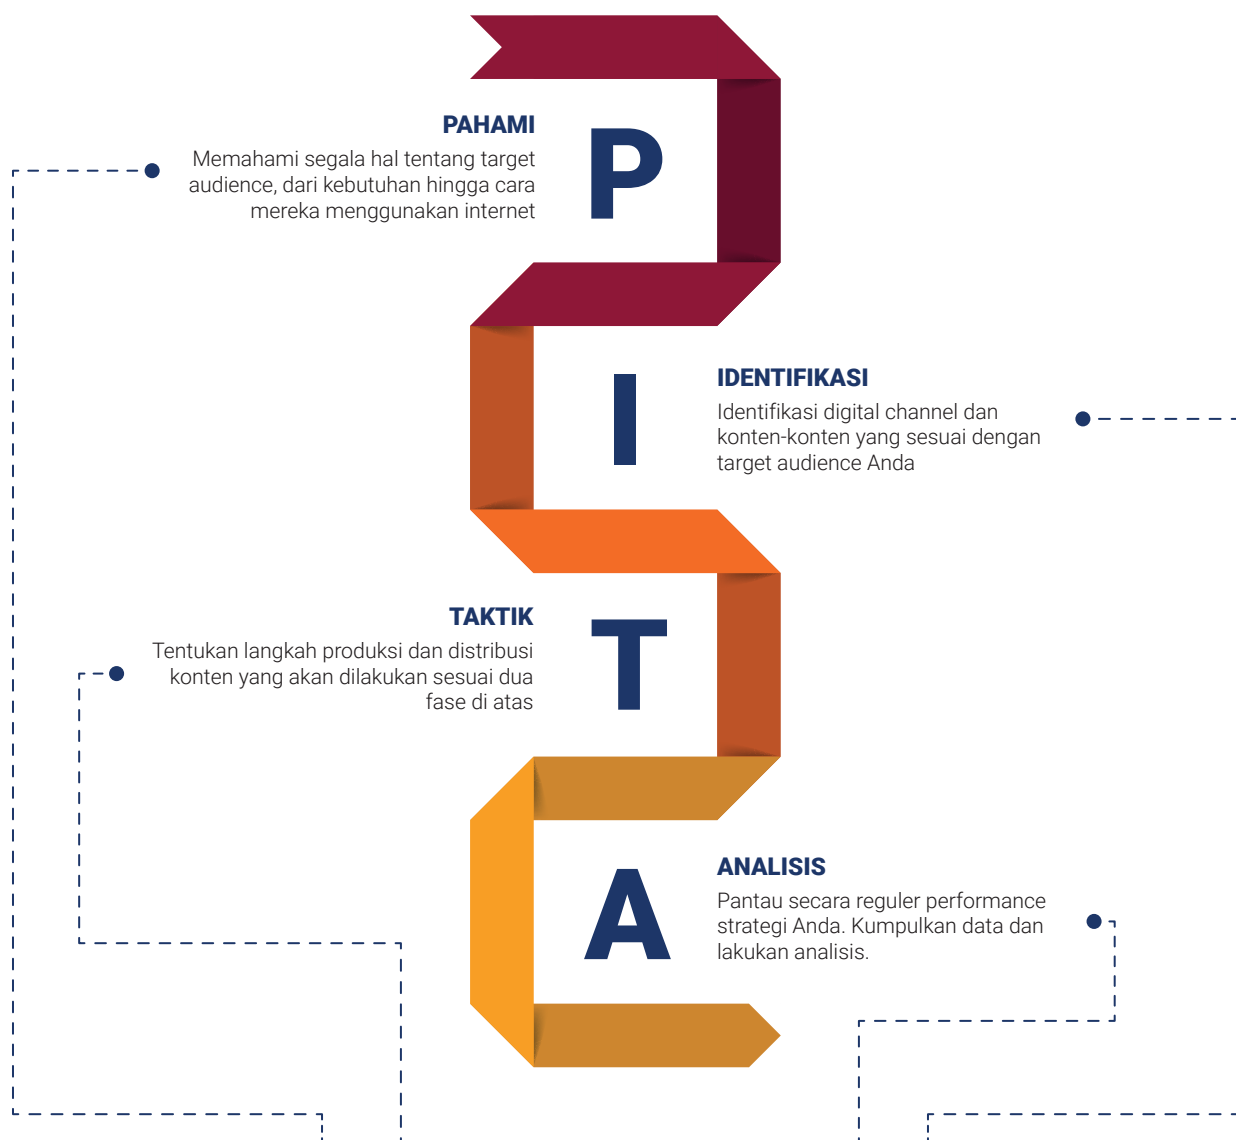 PAHAMI
Memahami segala hal tentang target
audience, dari kebutuhan hingga cara
mereka menggunakan internet
P
I
IDENTIFIKASI
Identifikasi digital channel dan
konten-konten yang sesuai dengan
target audience Anda
TAKTIK
Tentukan langkah produksi dan distribusi
konten yang akan dilakukan sesuai dua
fase di atas
T
A
ANALISIS
Pantau secara reguler performance
strategi Anda. Kumpulkan data dan
lakukan analisis.